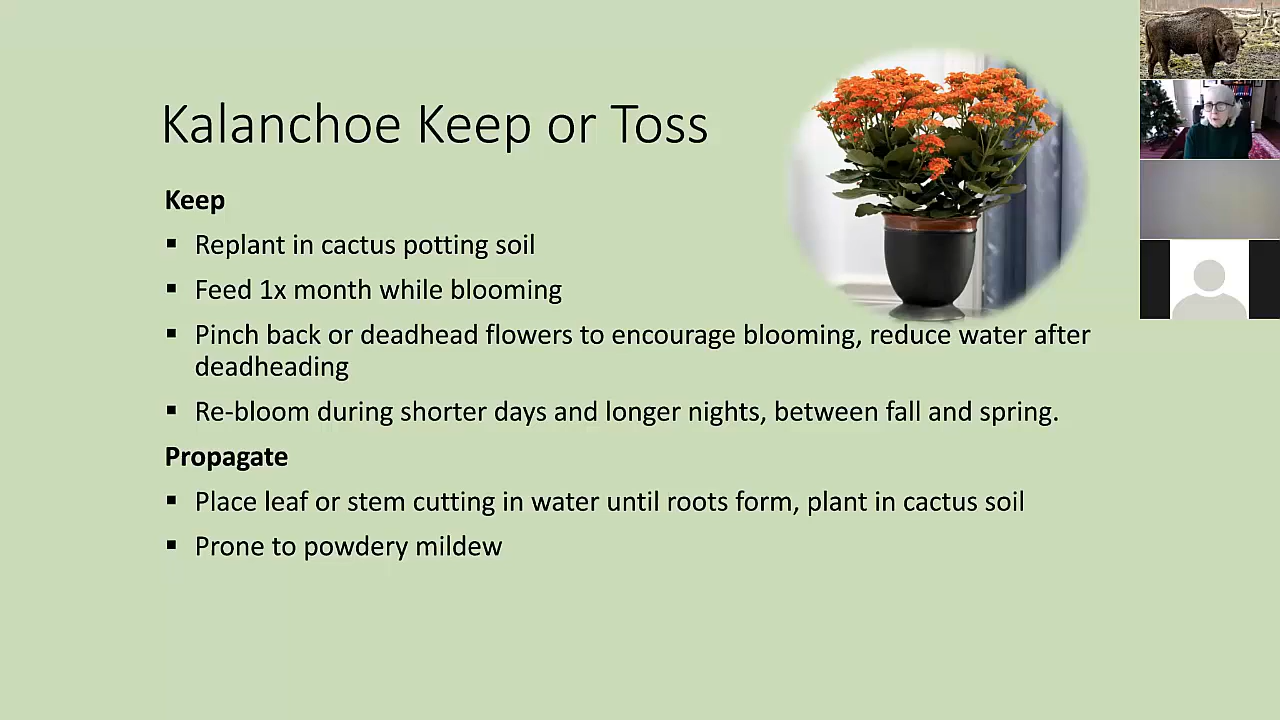 Kalanchoe Keep or Toss
Keep
▪ Replant in cactus potting soil
▪ Feed 1x month while blooming
▪ Pinch back or deadhead flowers to encourage blooming, reduce water after
deadheading
▪ Re-bloom during shorter days and longer nights, between fall and spring.
Propagate
▪ Place leaf or stem cutting in water until roots form, plant in cactus soil
▪ Prone to powdery mildew